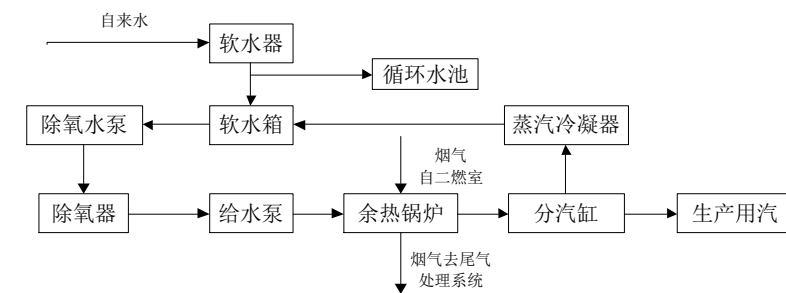 自来水
软水器
循环水池
除氧水泵
软水箱
蒸汽冷凝器
烟气
自二燃室
除氧器
给水泵
余热锅炉
分汽缸
生产用汽
烟气去尾气
处理系统